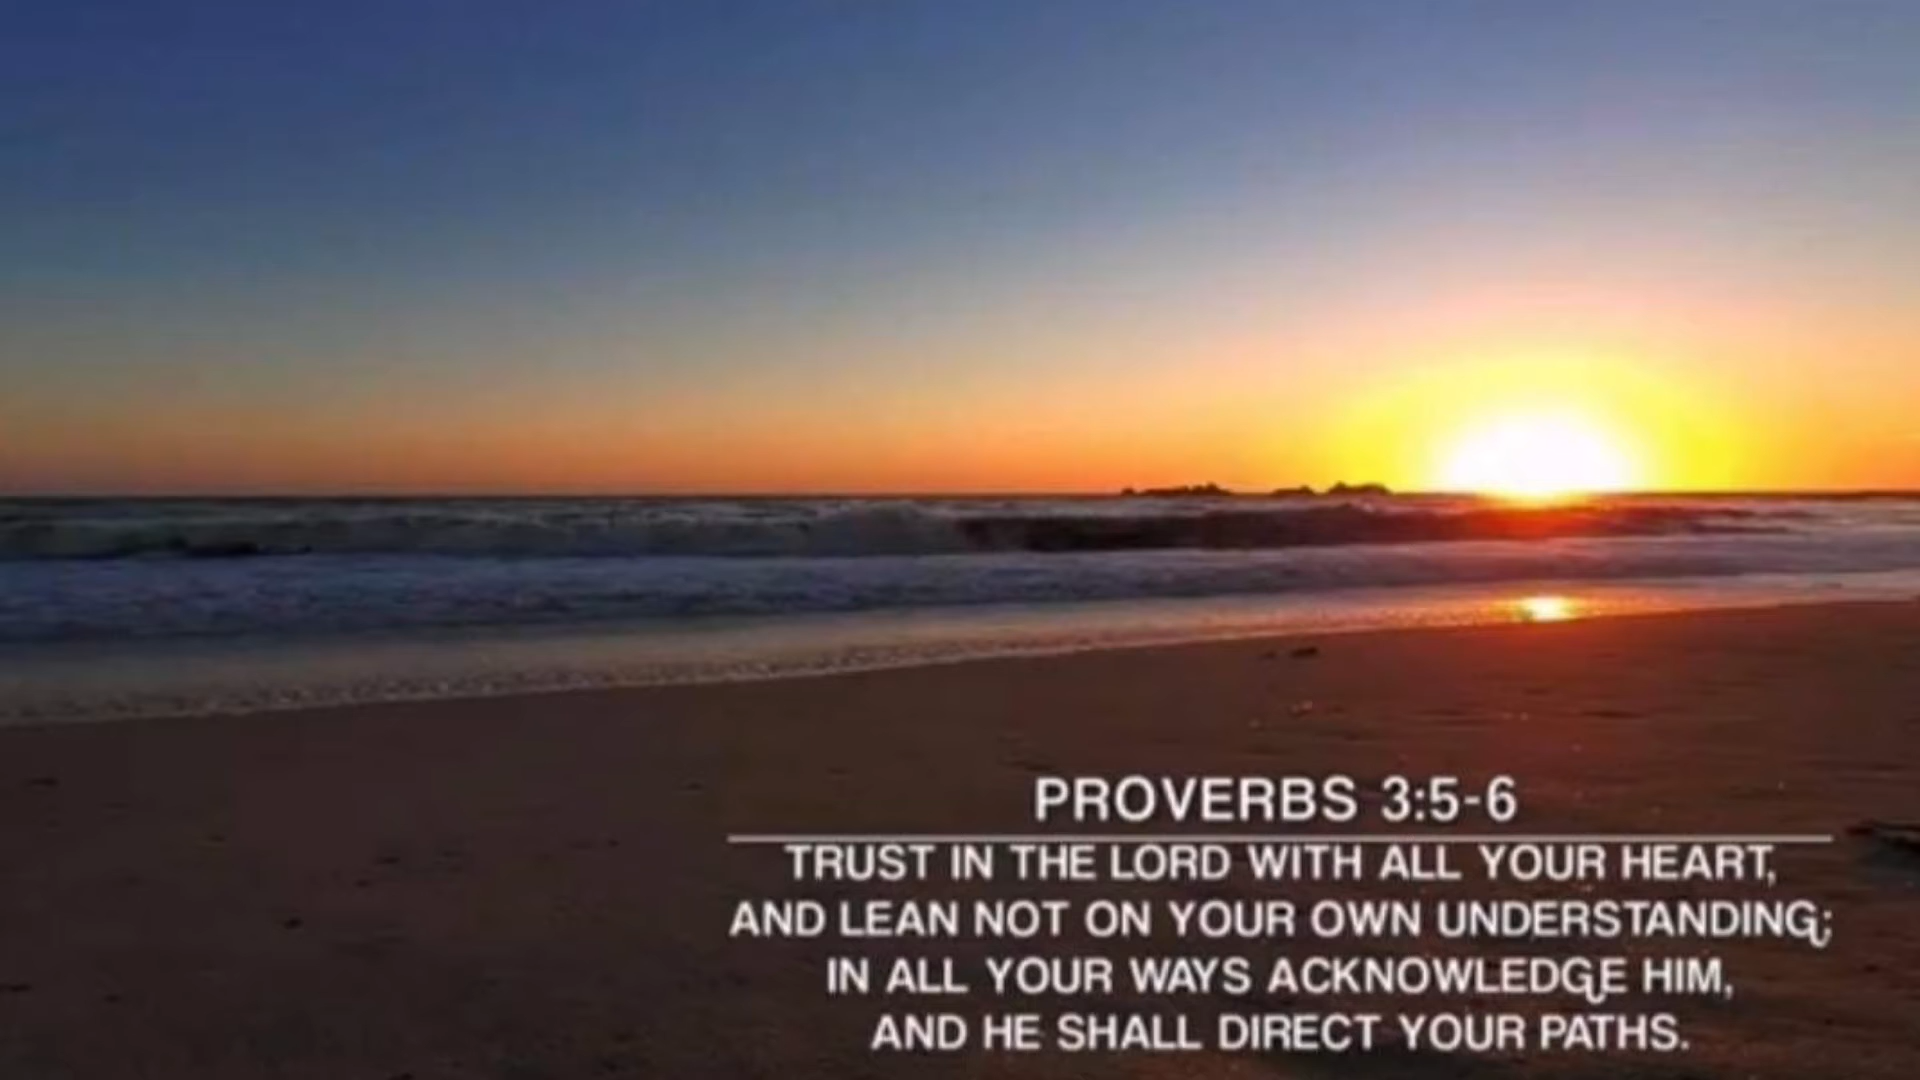 PROVERBS 3:5-6
TRUST IN THE LORD WITH ALL YOUR HEART,
AND LEAN NOT ON YOUR OWN UNDERSTANDING;
IN ALL YOUR WAYS ACKNOWLEDGE HIM,
AND HE SHALL DIRECT YOUR PATHS.